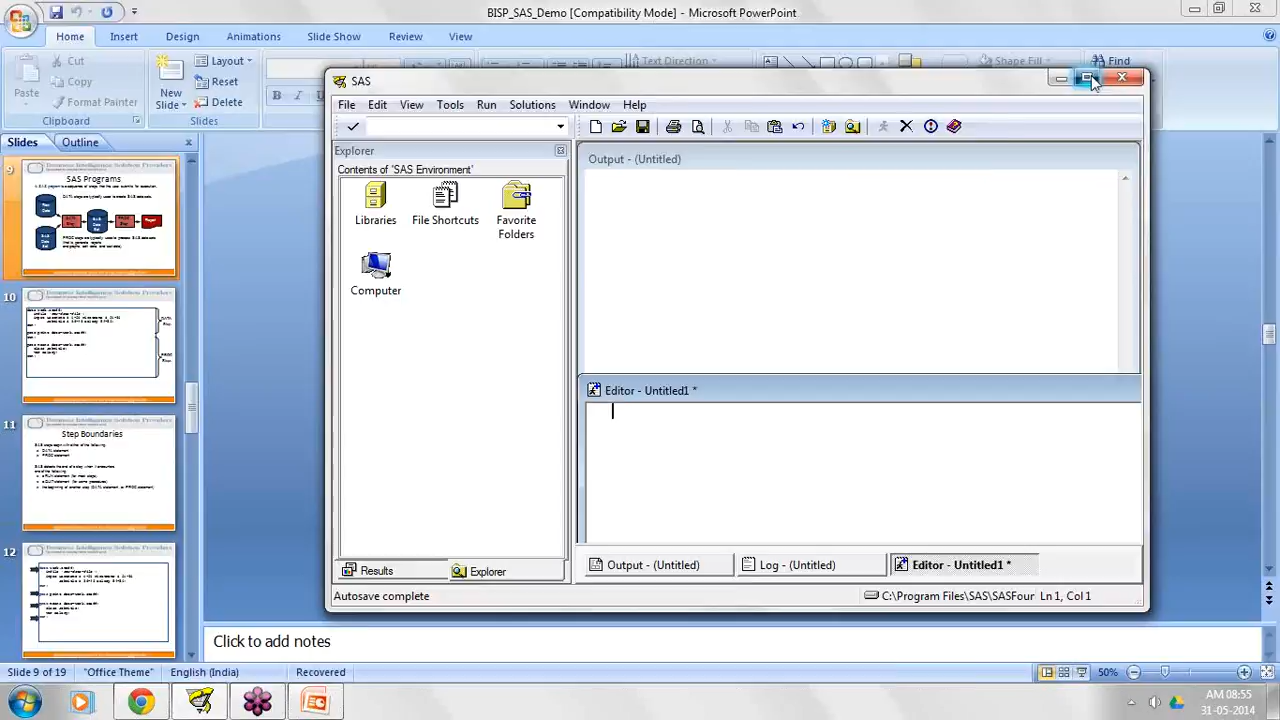 BISP_SAS_Demo [Compatibility Mode] - Microsoft PowerPoint
Home Insert Design Animations Slide Show Review View
Cut
Copy
Format Painter
Paste
Clipboard
New
Slide
Layout
Reset
Delete
Slides
B I U
Text Direction
Shape Fill
Find
Slides Outline
9
SAS Programs
10
11
Step Boundaries
12
SAS
File Edit View Tools Run Solutions Window Help
Explorer
Contents of 'SAS Environment'
Libraries
File Shortcuts
Favorite
Folders
Computer
Results
Explorer
Output - (Untitled)
Editor - Untitled1 *
Output - (Untitled)
Log - (Untitled)
Editor - Untitled1 *
Autosave complete
C:\Program Files\SAS\SASFour
Ln 1, Col 1
Click to add notes
Slide 9 of 19
"Office Theme"
English (India)
Recovered
50%
AM 08:55
31-05-2014